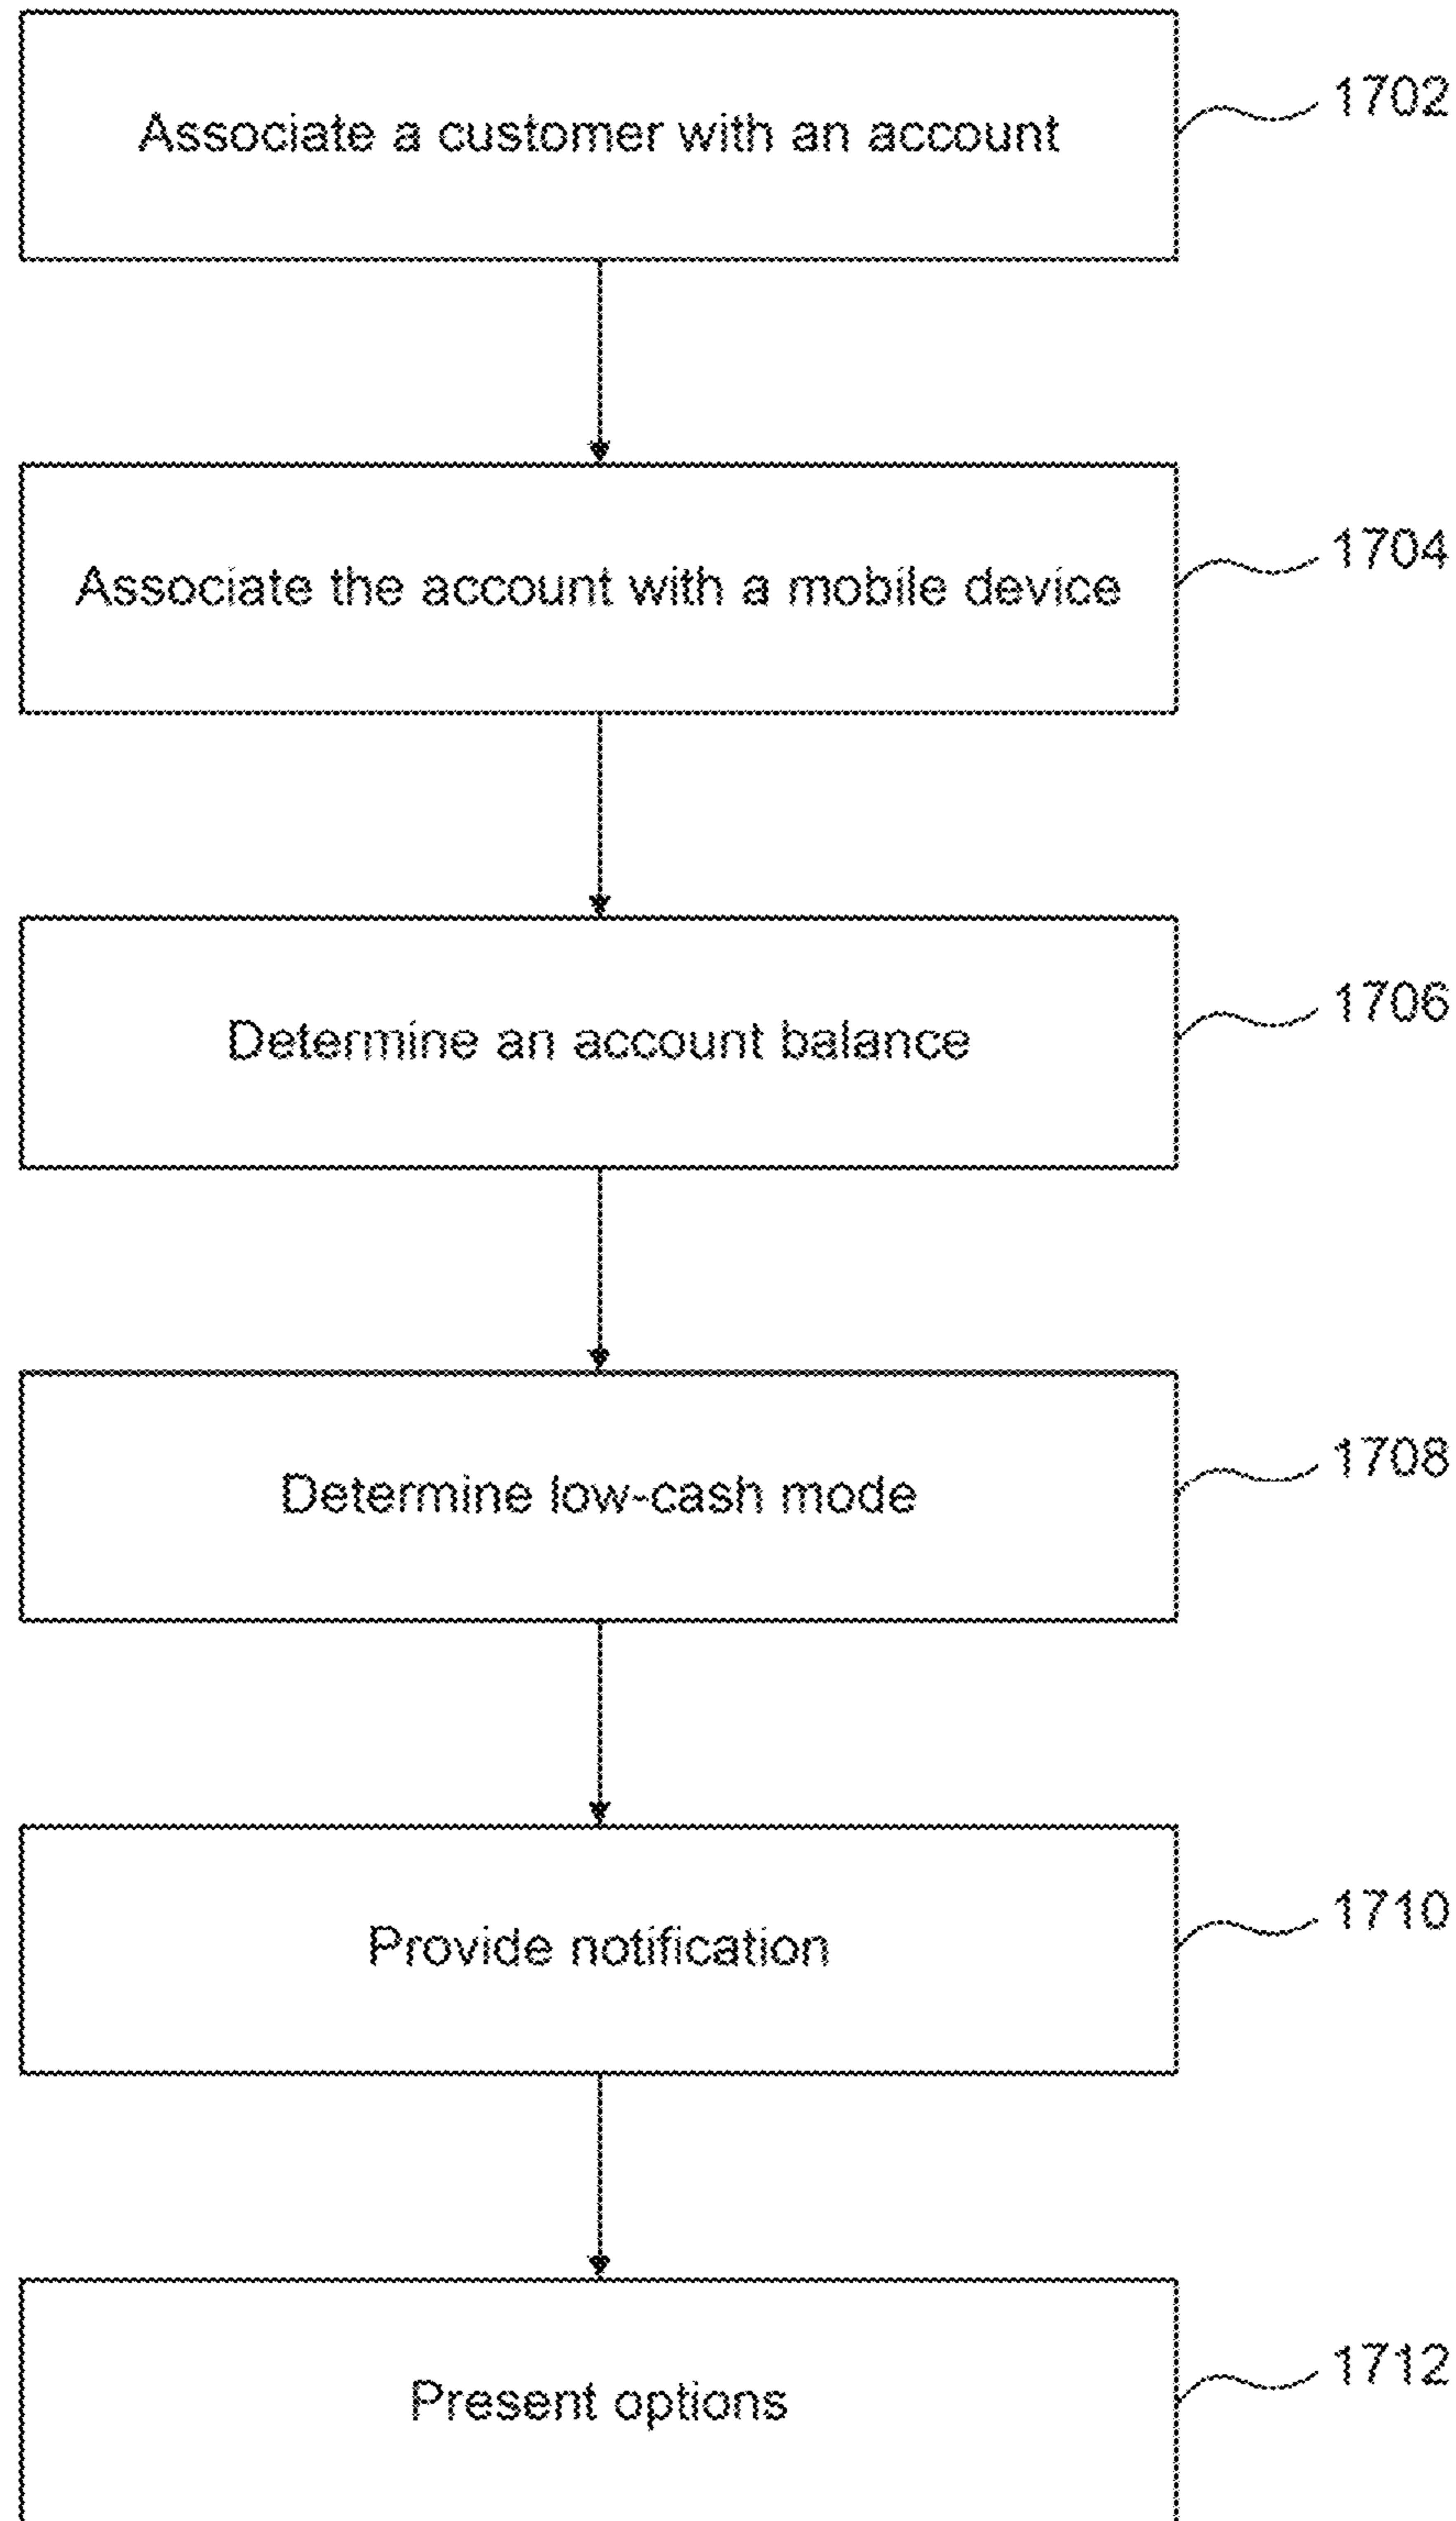 Associate a customer with an account
1702
Associate the account with a mobile device
1704
Determine an account balance
1706
Determine low-cash mode
1708
Provide notification
1710
Present options
1712